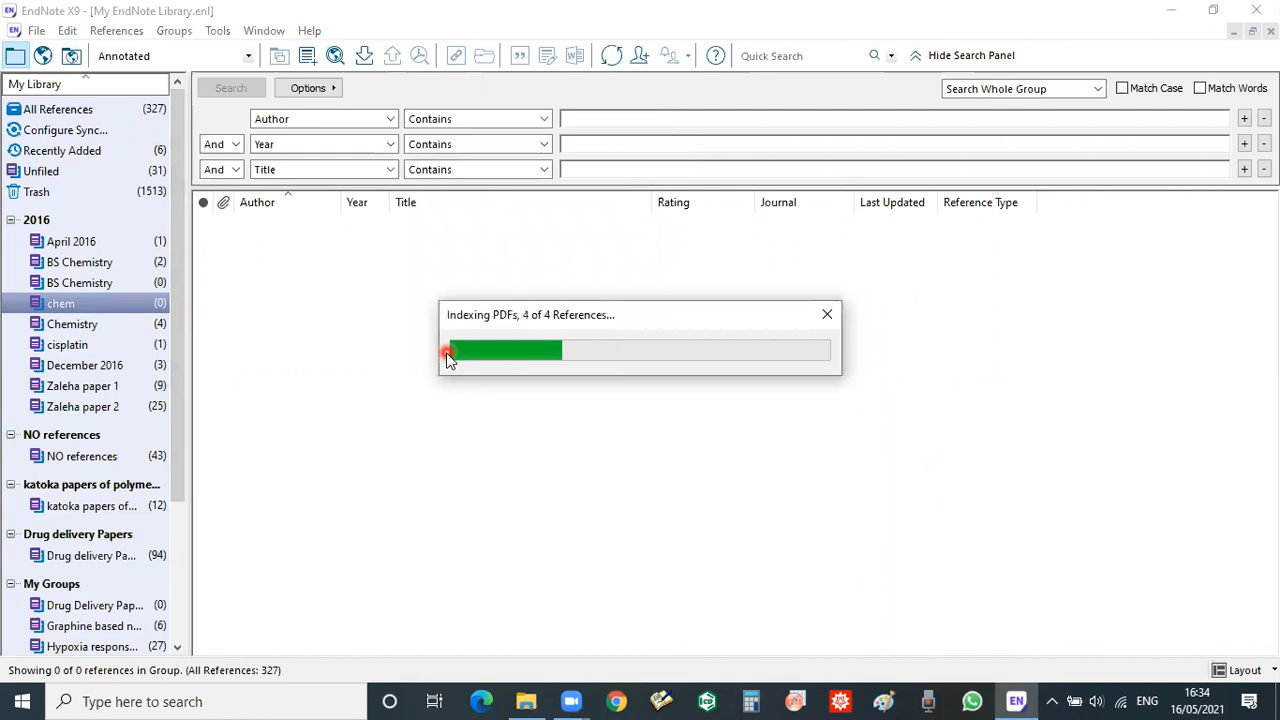 EN EndNote X9 - [My EndNote Library.enl]
EN File Edit References Groups Tools Window Help
Annotated Quick Search Hide Search Panel
My Library
Search Options Search Whole Group Match Case Match Words
All References (327)
Author Contains + -
Configure Sync...
And Year Contains + -
Recently Added (6)
And Title Contains + -
Unfiled (31)
Trash (1513)
Author Year Title Rating Journal Last Updated Reference Type
2016
April 2016 (1)
BS Chemistry (2)
BS Chemistry (0)
chem (0)
Chemistry (4)
cisplatin (1)
December 2016 (3)
Zaleha paper 1 (9)
Zaleha paper 2 (25)
NO references
NO references (43)
katoka papers of polyme...
katoka papers of... (12)
Drug delivery Papers
Drug delivery Pa... (94)
My Groups
Drug Delivery Pap... (0)
Graphine based n... (6)
Hypoxia respons... (27)
Indexing PDFs, 4 of 4 References...
Showing 0 of 0 references in Group. (All References: 327) Layout
Type here to search EN ENG 16:34
16/05/2021